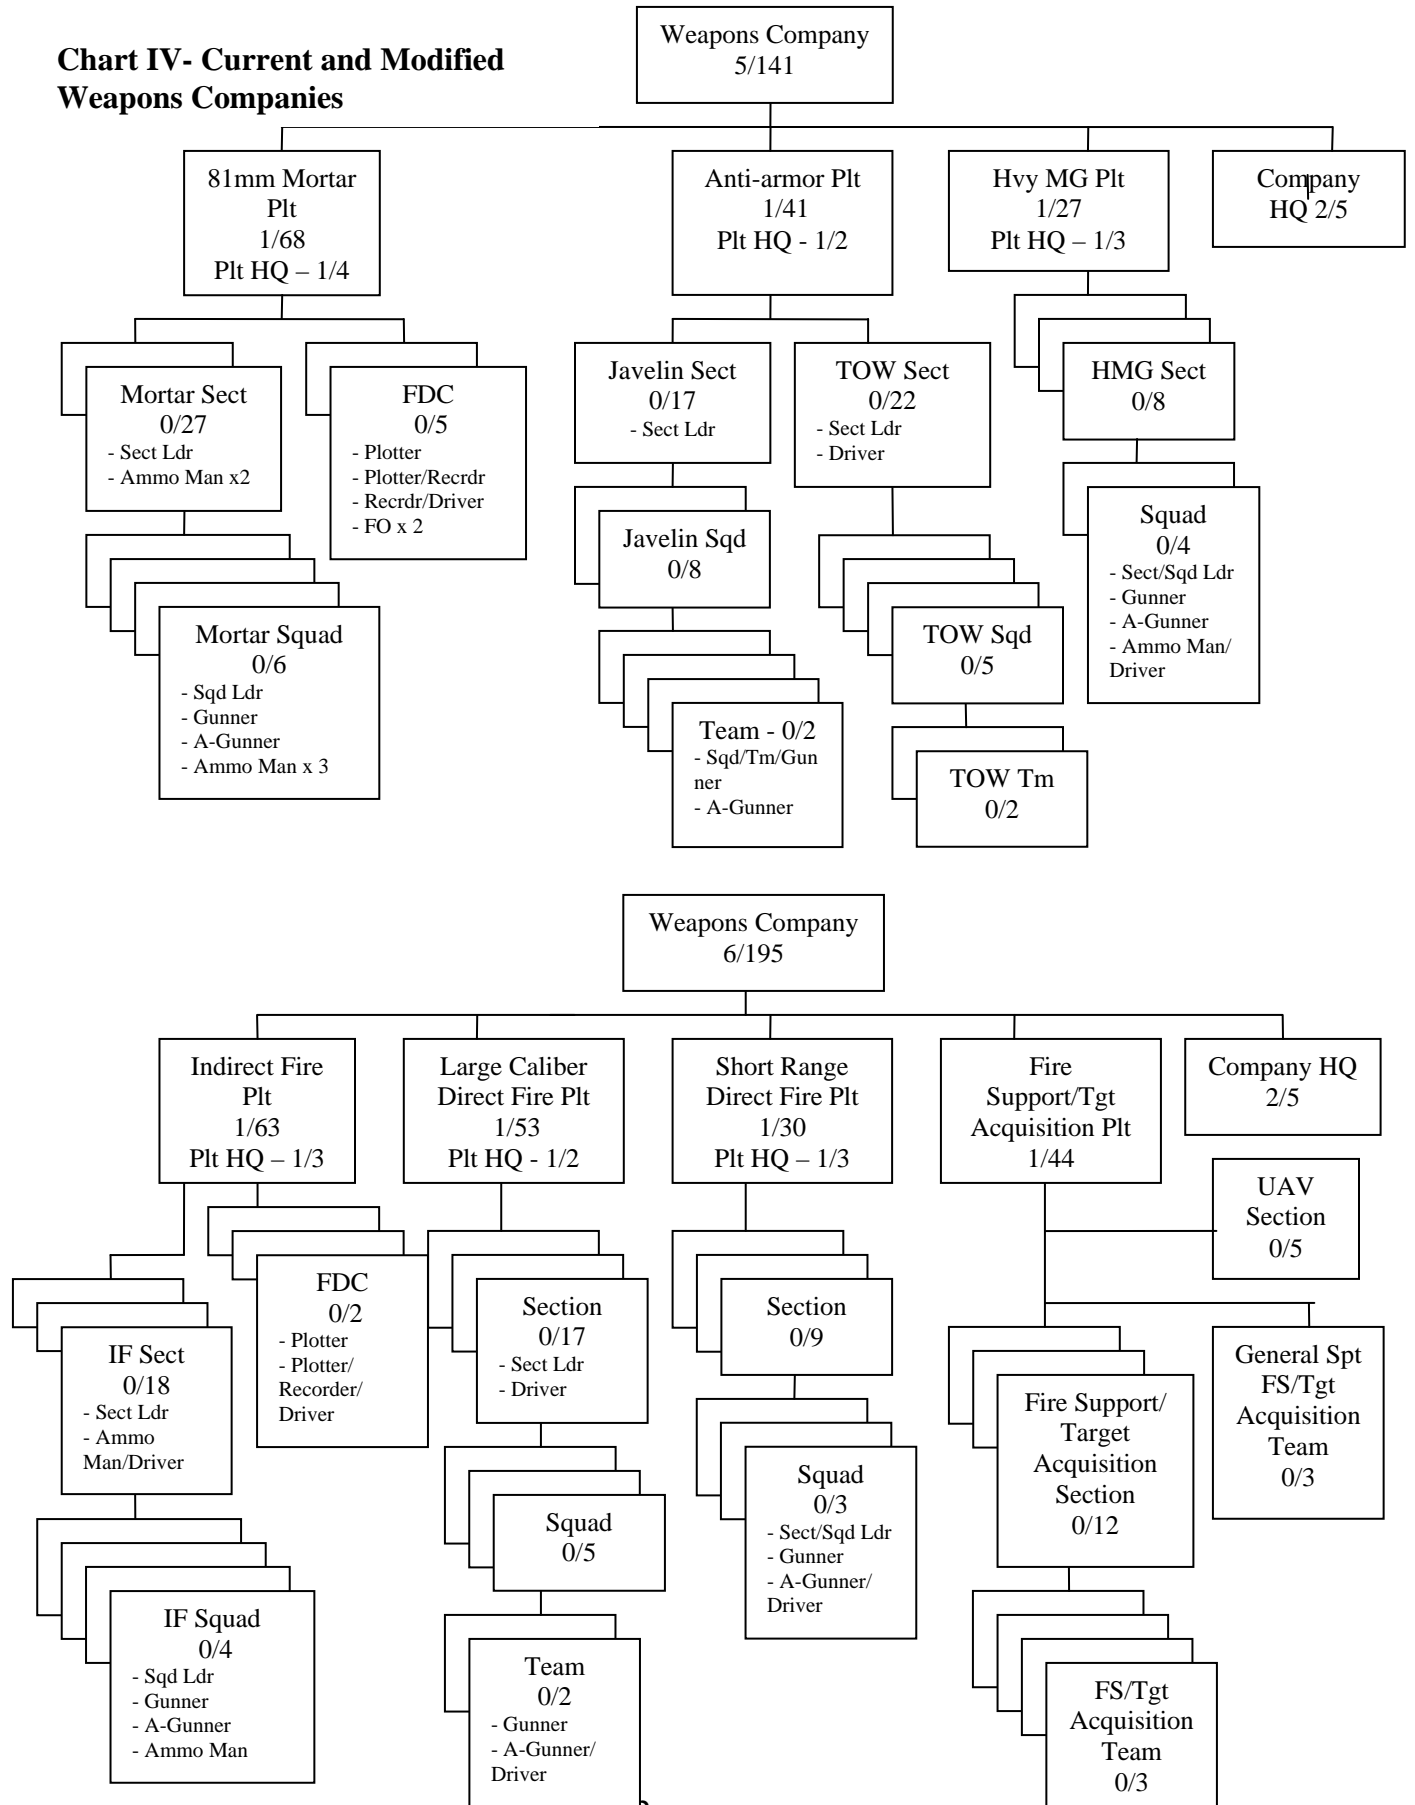 Chart IV- Current and Modified
Weapons Companies
Weapons Company
5/141
81mm Mortar
Plt
1/68
Plt HQ – 1/4
Anti-armor Plt
1/41
Plt HQ - 1/2
Hvy MG Plt
1/27
Plt HQ – 1/3
Company
HQ 2/5
Mortar Sect
0/27
- Sect Ldr
- Ammo Man x2
FDC
0/5
- Plotter
- Plotter/Recrdr
- Recrdr/Driver
- FO x 2
Javelin Sect
0/17
- Sect Ldr
TOW Sect
0/22
- Sect Ldr
- Driver
HMG Sect
0/8
Mortar Squad
0/6
- Sqd Ldr
- Gunner
- A-Gunner
- Ammo Man x 3
Javelin Sqd
0/8
Team - 0/2
- Sqd/Tm/Gun
ner
- A-Gunner
TOW Sqd
0/5
TOW Tm
0/2
Squad
0/4
- Sect/Sqd Ldr
- Gunner
- A-Gunner
- Ammo Man/
Driver
Weapons Company
6/195
Indirect Fire
Plt
1/63
Plt HQ – 1/3
Large Caliber
Direct Fire Plt
1/53
Plt HQ - 1/2
Short Range
Direct Fire Plt
1/30
Plt HQ – 1/3
Fire
Support/Tgt
Acquisition Plt
1/44
Company HQ
2/5
UAV
Section
0/5
IF Sect
0/18
- Sect Ldr
- Ammo
Man/Driver
FDC
0/2
- Plotter
- Plotter/
Recorder/
Driver
Section
0/17
- Sect Ldr
- Driver
Section
0/9
Fire Support/
Target
Acquisition
Section
0/12
General Spt
FS/Tgt
Acquisition
Team
0/3
IF Squad
0/4
- Sqd Ldr
- Gunner
- A-Gunner
- Ammo Man
Squad
0/5
Team
0/2
- Gunner
- A-Gunner/
Driver
Squad
0/3
- Sect/Sqd Ldr
- Gunner
- A-Gunner/
Driver
FS/Tgt
Acquisition
Team
0/3